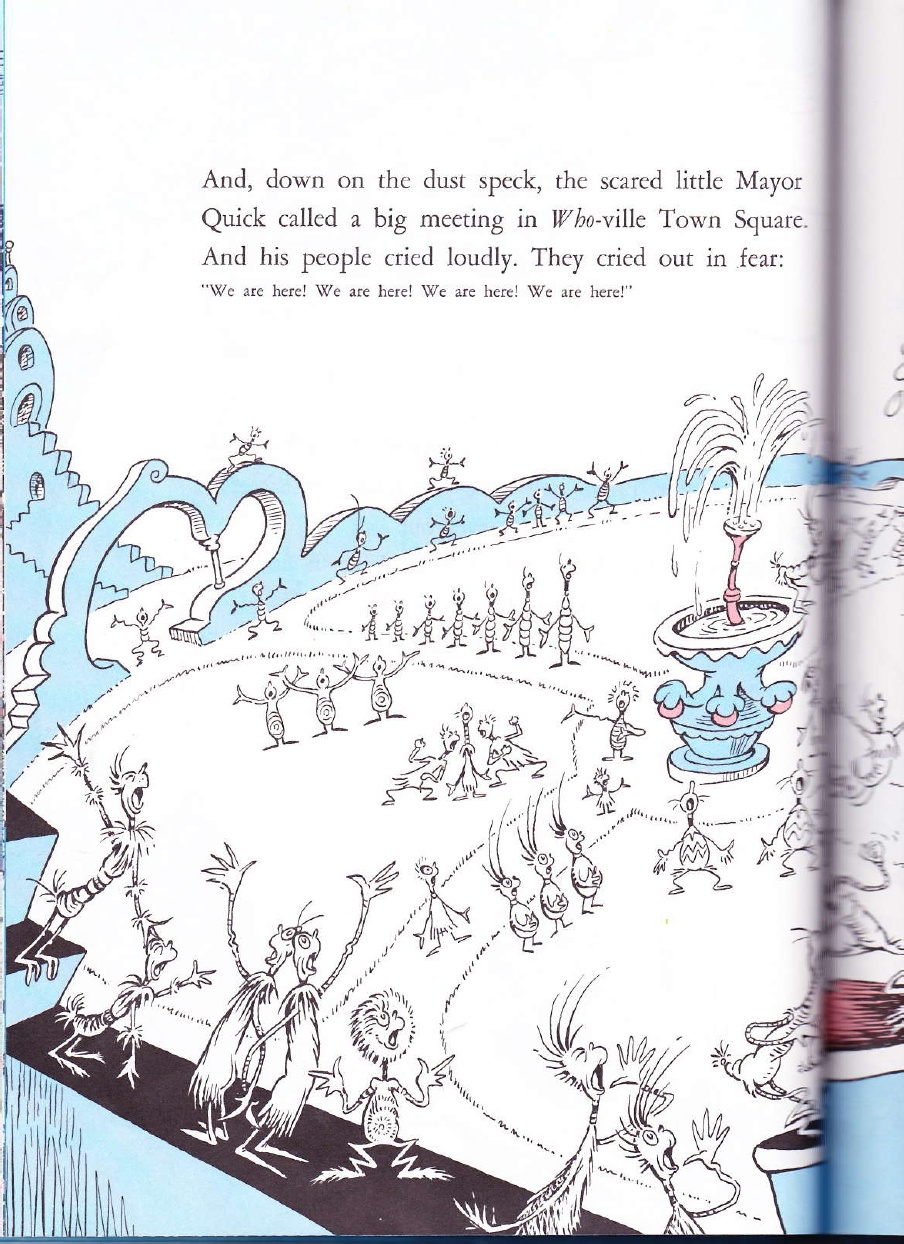 And, down on the dust speck, the scared little Mayor
Quick called a big meeting in Who-ville Town Square.
And his people cried loudly. They cried out in fear:
"We are here! We are here! We are here! We are here!"